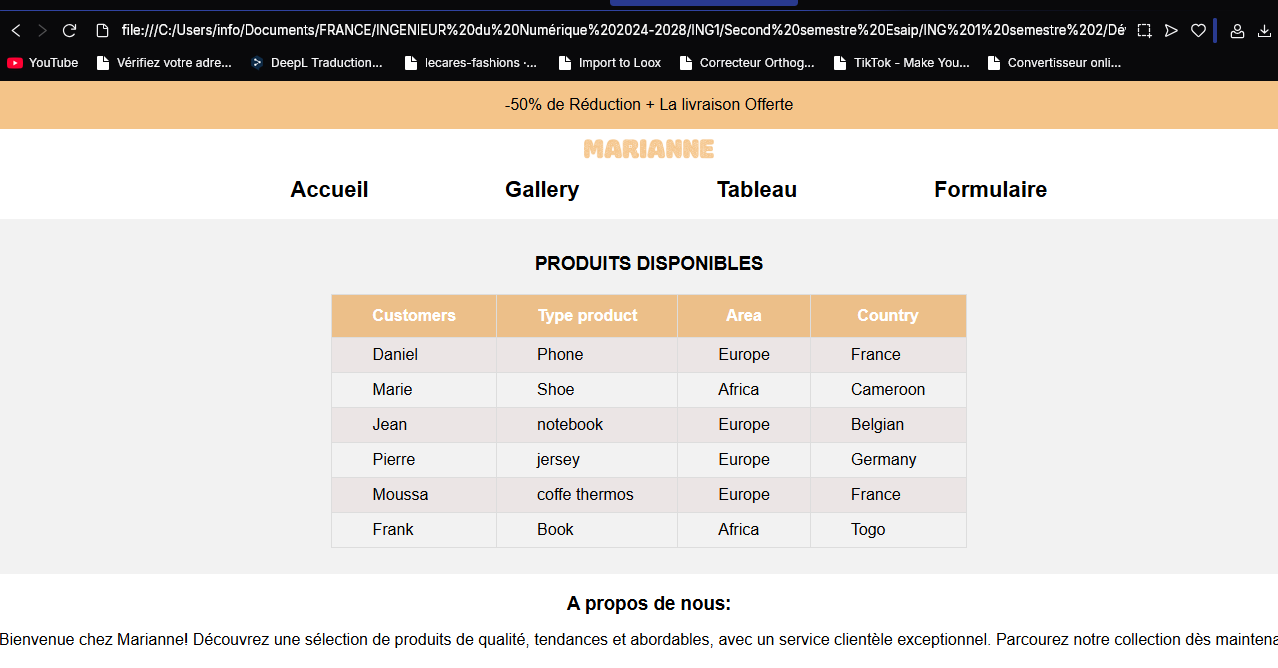 file:///C:/Users/info/Documents/FRANCE/INGENIEUR%20du%20Numérique%202024-2028/ING1/Second%20semestre%20Esaip/ING%201%20semestre%202/Dév
YouTube Vérifiez votre adre... DeepL Traduction... lecares-fashions ·... Import to Loox Correcteur Orthog... TikTok - Make You... Convertisseur onli...
-50% de Réduction + La livraison Offerte
MARIANNE
Accueil Gallery Tableau Formulaire
PRODUITS DISPONIBLES
Customers Type product Area Country
Daniel Phone Europe France
Marie Shoe Africa Cameroon
Jean notebook Europe Belgian
Pierre jersey Europe Germany
Moussa coffe thermos Europe France
Frank Book Africa Togo
A propos de nous:
Bienvenue chez Marianne! Découvrez une sélection de produits de qualité, tendances et abordables, avec un service clientèle exceptionnel. Parcourez notre collection dès maintena